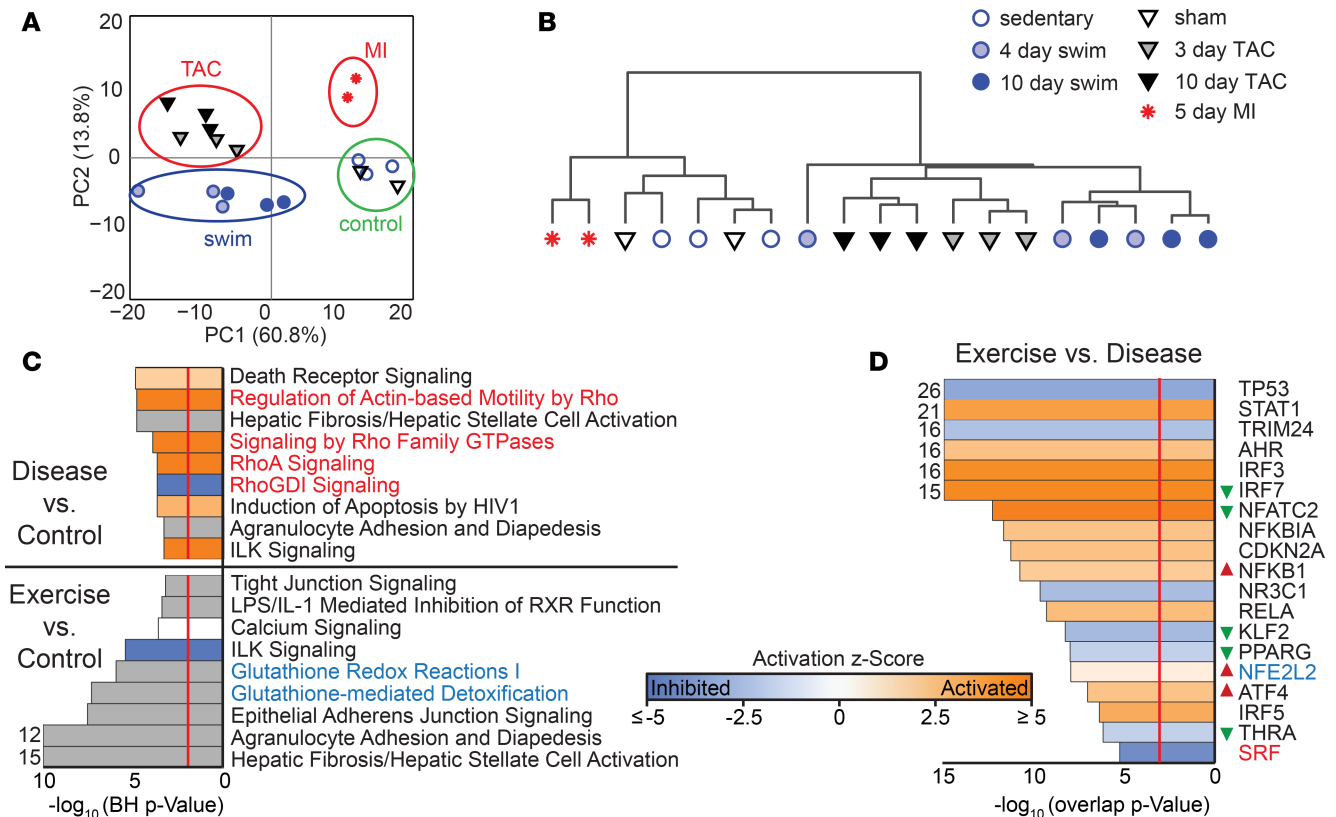 A
20
10
0
−10
−20
−20
−10
0
10
20
PC2 (13.8%)
PC1 (60.8%)
TAC
MI
swim
control
B
sedentary
4 day swim
10 day swim
sham
3 day TAC
10 day TAC
5 day MI
C
Disease
vs.
Control
Death Receptor Signaling
Regulation of Actin-based Motility by Rho
Hepatic Fibrosis/Hepatic Stellate Cell Activation
Signaling by Rho Family GTPases
RhoA Signaling
RhoGDI Signaling
Induction of Apoptosis by HIV1
Agranulocyte Adhesion and Diapedesis
ILK Signaling
Exercise
vs.
Control
Tight Junction Signaling
LPS/IL-1 Mediated Inhibition of RXR Function
Calcium Signaling
ILK Signaling
Glutathione Redox Reactions I
Glutathione-mediated Detoxification
Epithelial Adherens Junction Signaling
12 Agranulocyte Adhesion and Diapedesis
15 Hepatic Fibrosis/Hepatic Stellate Cell Activation
10 5 0
-log10 (BH p-Value)
Activation z-Score
Inhibited Activated
≤-5 -2.5 0 2.5 ≥ 5
D
Exercise vs. Disease
26 TP53
21 STAT1
16 TRIM24
16 AHR
16 IRF3
15 IRF7
NFATC2
NFKBIA
CDKN2A
NFKB1
NR3C1
RELA
KLF2
PPARG
NFE2L2
ATF4
IRF5
THRA
SRF
15 10 5 0
-log10 (overlap p-Value)